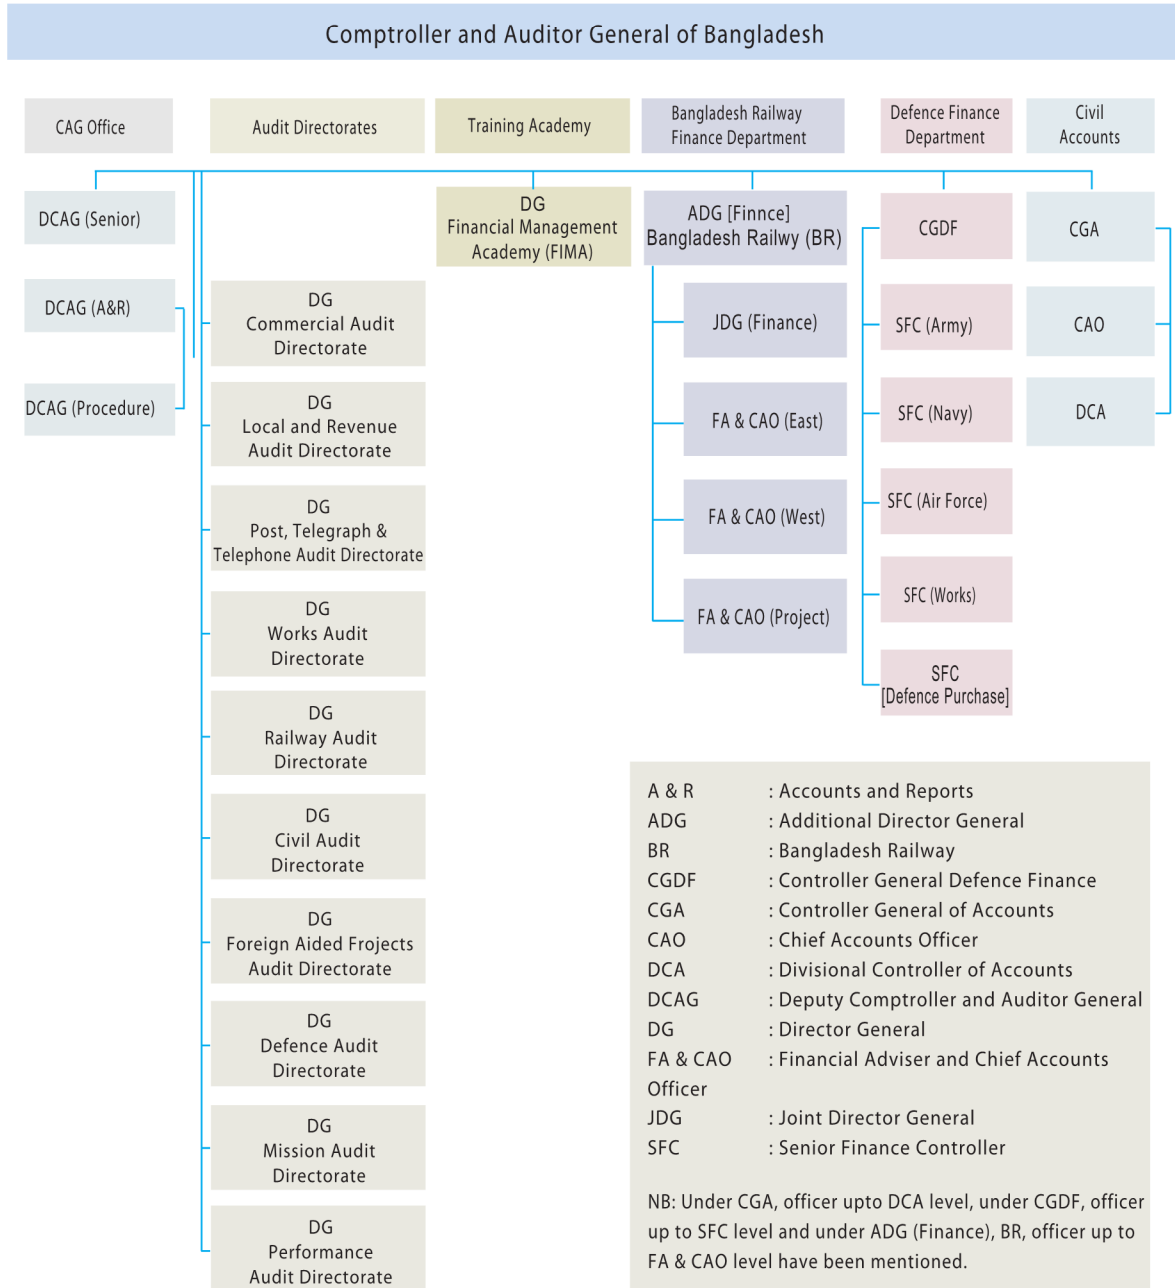 Comptroller and Auditor General of Bangladesh
CAG Office
Audit Directorates
Training Academy
Bangladesh Railway
Finance Department
Defence Finance
Department
Civil
Accounts
DCAG (Senior)
DCAG (A&R)
DCAG (Procedure)
DG
Commercial Audit
Directorate
DG
Local and Revenue
Audit Directorate
DG
Post, Telegraph &
Telephone Audit Directorate
DG
Works Audit
Directorate
DG
Railway Audit
Directorate
DG
Civil Audit
Directorate
DG
Foreign Aided Frojects
Audit Directorate
DG
Defence Audit
Directorate
DG
Mission Audit
Directorate
DG
Performance
Audit Directorate
DG
Financial Management
Academy (FIMA)
ADG [Finnce]
Bangladesh Railwy (BR)
JDG (Finance)
FA & CAO (East)
FA & CAO (West)
FA & CAO (Project)
CGDF
SFC (Army)
SFC (Navy)
SFC (Air Force)
SFC (Works)
SFC
[Defence Purchase]
CGA
CAO
DCA
A & R : Accounts and Reports
ADG : Additional Director General
BR : Bangladesh Railway
CGDF : Controller General Defence Finance
CGA : Controller General of Accounts
CAO : Chief Accounts Officer
DCA : Divisional Controller of Accounts
DCAG : Deputy Comptroller and Auditor General
DG : Director General
FA & CAO : Financial Adviser and Chief Accounts
Officer
JDG : Joint Director General
SFC : Senior Finance Controller
NB: Under CGA, officer upto DCA level, under CGDF, officer
up to SFC level and under ADG (Finance), BR, officer up to
FA & CAO level have been mentioned.